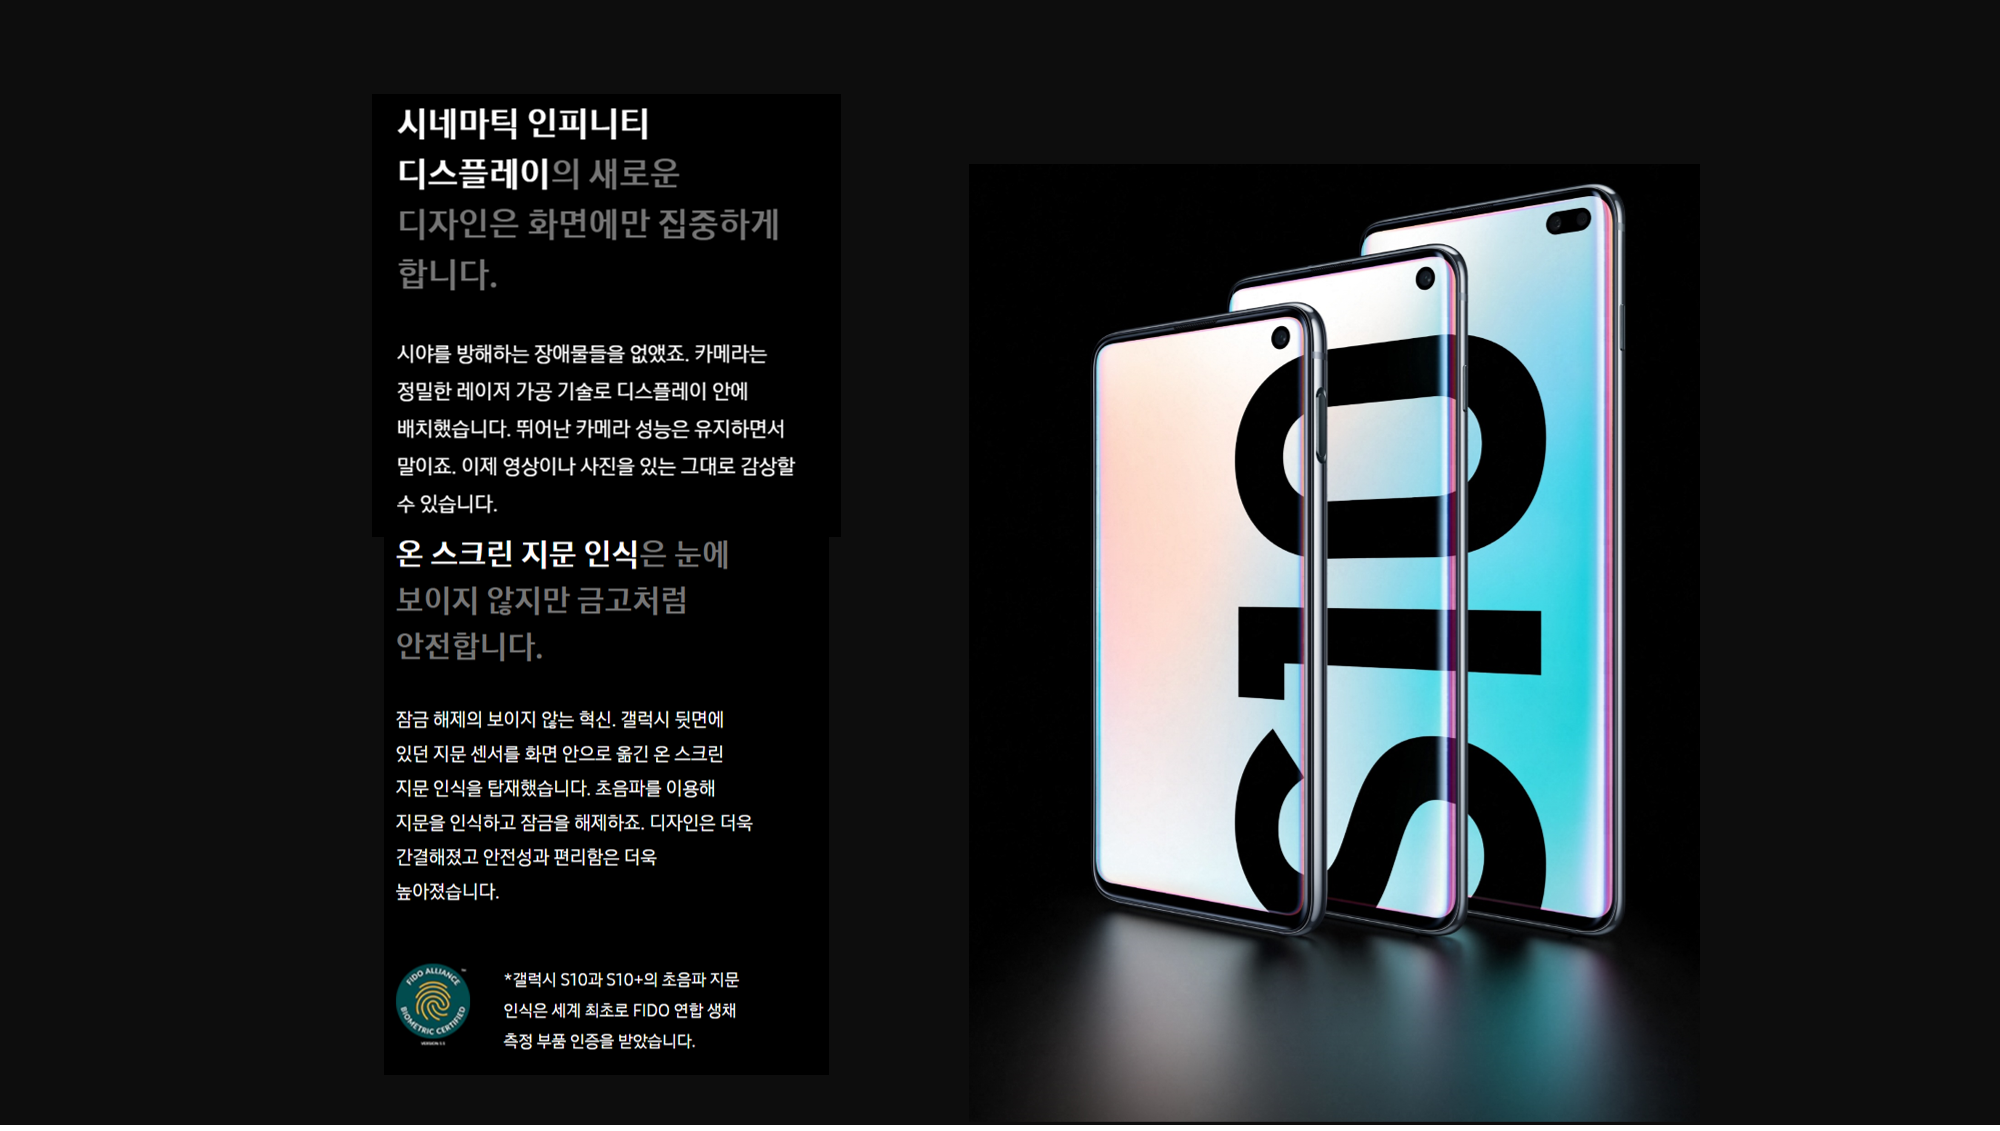 시네마틱 인피니티
디스플레이의 새로운
디자인은 화면에만 집중하게
합니다.
시야를 방해하는 장애물들을 없앴죠. 카메라는
정밀한 레이저 가공 기술로 디스플레이 안에
배치했습니다. 뛰어난 카메라 성능은 유지하면서
말이죠. 이제 영상이나 사진을 있는 그대로 감상할
수 있습니다.
온 스크린 지문 인식은 눈에
보이지 않지만 금고처럼
안전합니다.
잠금 해제의 보이지 않는 혁신. 갤럭시 뒷면에
있던 지문 센서를 화면 안으로 옮긴 온 스크린
지문 인식을 탑재했습니다. 초음파를 이용해
지문을 인식하고 잠금을 해제하죠. 디자인은 더욱
간결해졌고 안전성과 편리함은 더욱
높아졌습니다.
FIDO ALLIANCE
BIOMETRIC CERTIFIED
*갤럭시 S10과 S10+의 초음파 지문
인식은 세계 최초로 FIDO 연합 생채
측정 부품 인증을 받았습니다.
S10